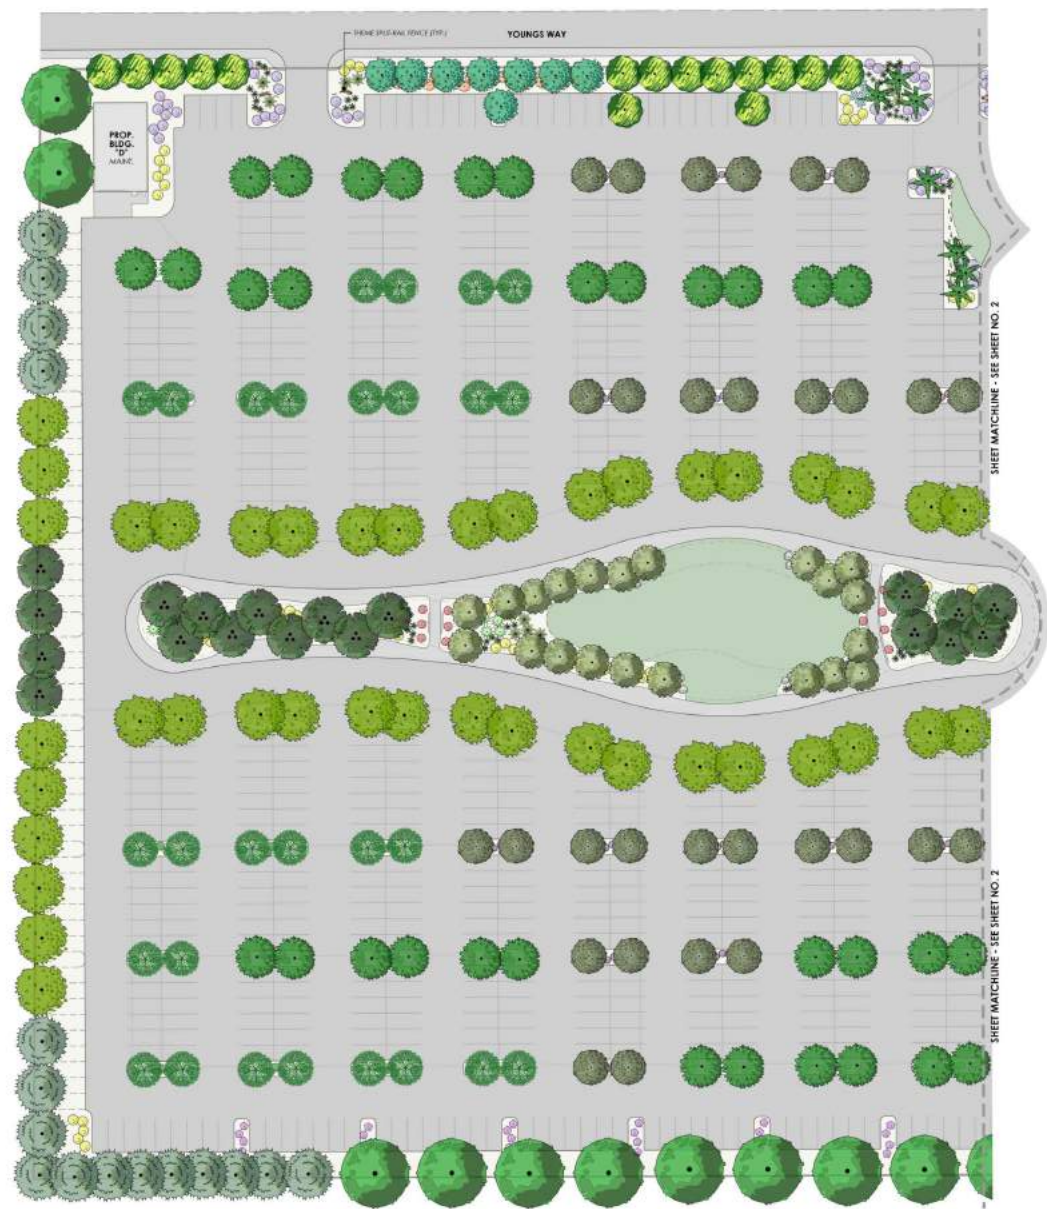 THEME SPLIT-RAIL FENCE (TYP.)
YOUNGS WAY
PROP.
BLDG.
"D"
MAINT.
SHEET MATCHLINE - SEE SHEET NO. 2
SHEET MATCHLINE - SEE SHEET NO. 2